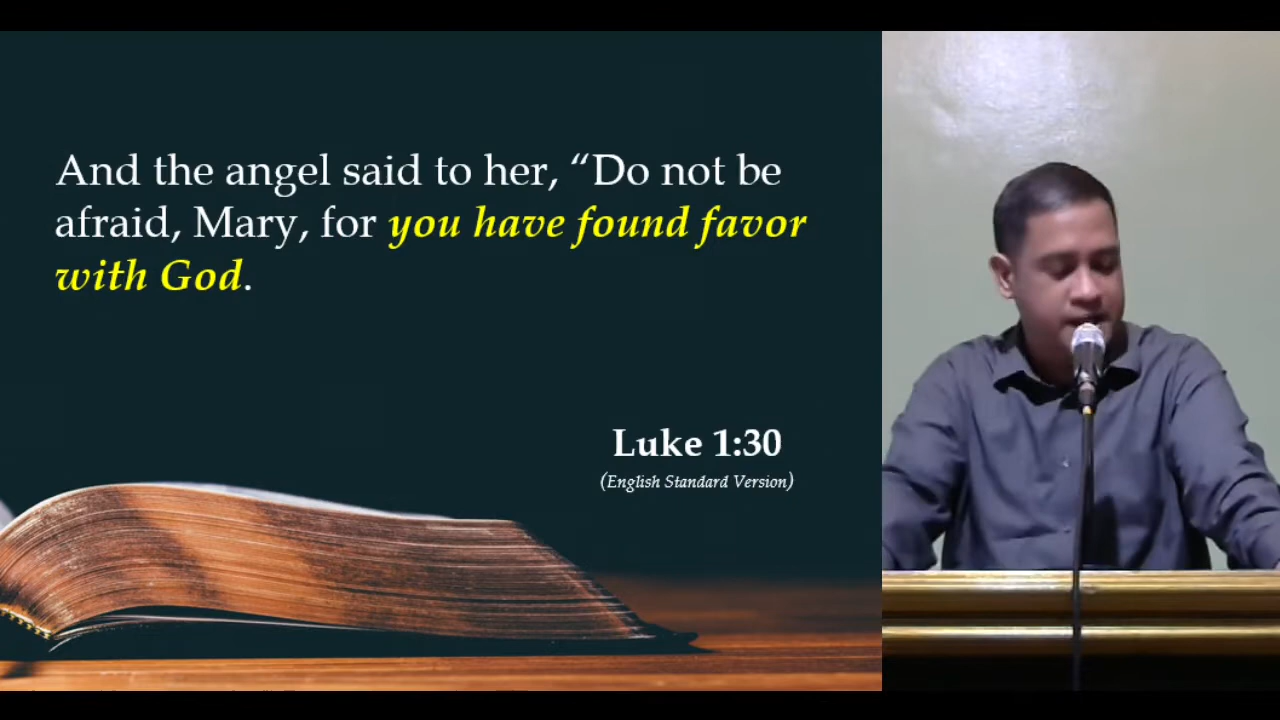 And the angel said to her, “Do not be
afraid, Mary, for you have found favor
with God.
Luke 1:30
(English Standard Version)